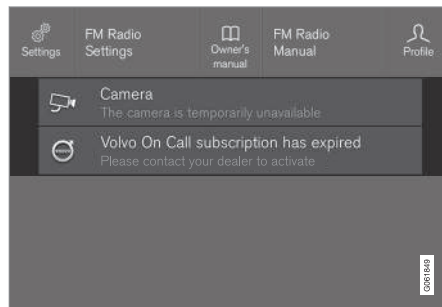 Settings
FM Radio
Settings
Owner's
manual
FM Radio
Manual
Profile
Camera
The camera is temporarily unavailable
Volvo On Call subscription has expired
Please contact your dealer to activate
G061849